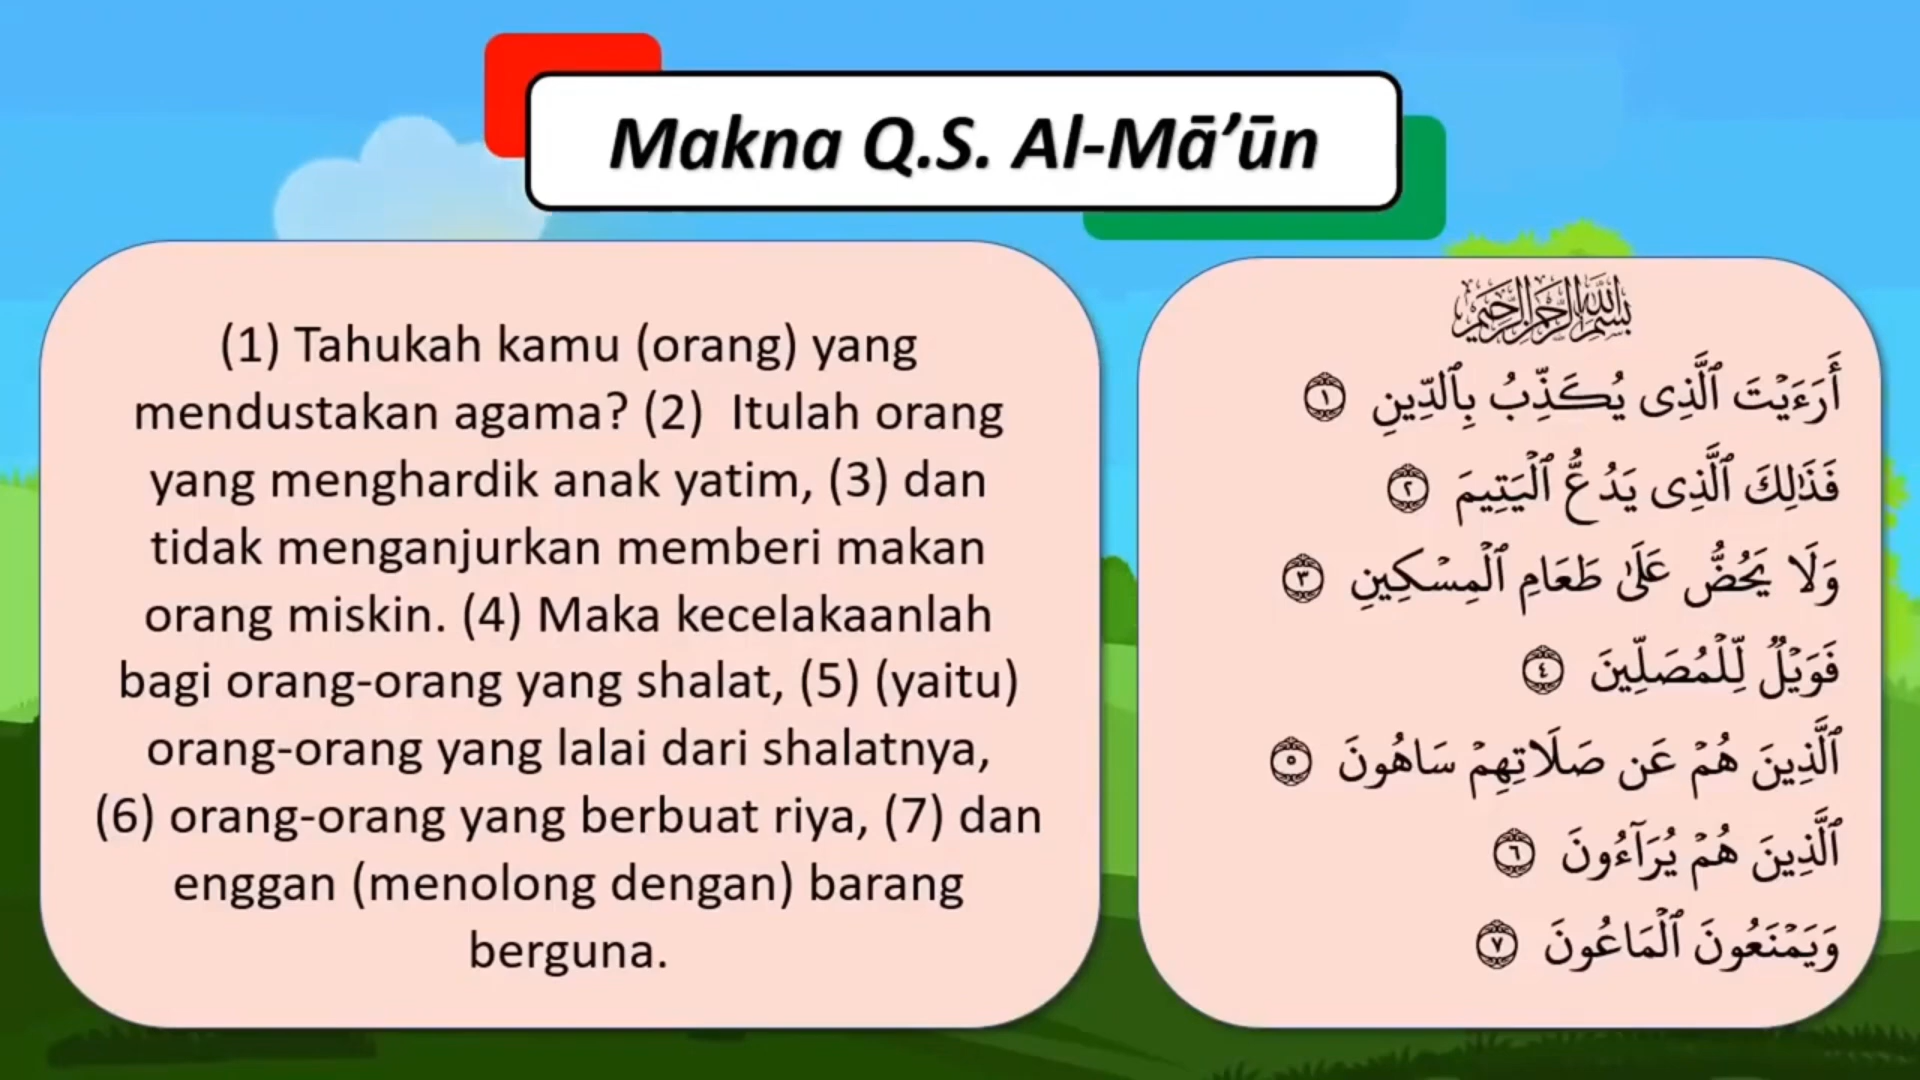 Makna Q.S. Al-Mā’ūn
(1) Tahukah kamu (orang) yang
mendustakan agama? (2) Itulah orang
yang menghardik anak yatim, (3) dan
tidak menganjurkan memberi makan
orang miskin. (4) Maka kecelakaanlah
bagi orang-orang yang shalat, (5) (yaitu)
orang-orang yang lalai dari shalatnya,
(6) orang-orang yang berbuat riya, (7) dan
enggan (menolong dengan) barang
berguna.
بِسْمِ ٱللَّهِ ٱلرَّحْمَٰنِ ٱلرَّحِيمِ
أَرَءَيْتَ ٱلَّذِى يُكَذِّبُ بِٱلدِّينِ ١
فَذَٰلِكَ ٱلَّذِى يَدُعُّ ٱلْيَتِيمَ ٢
وَلَا يَحُضُّ عَلَىٰ طَعَامِ ٱلْمِسْكِينِ ٣
فَوَيْلٌ لِّلْمُصَلِّينَ ٤
ٱلَّذِينَ هُمْ عَن صَلَاتِهِمْ سَاهُونَ ٥
ٱلَّذِينَ هُمْ يُرَآءُونَ ٦
وَيَمْنَعُونَ ٱلْمَاعُونَ ٧